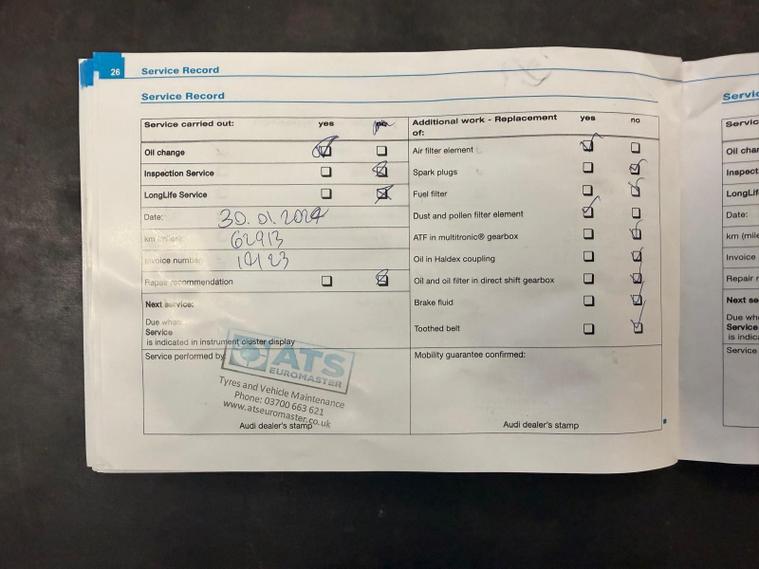 26 Service Record
Service Record
Service carried out: yes no
Oil change
Inspection Service
LongLife Service
Date: 30.01.2024
km (miles): 62913
Invoice number
Repair recommendation
Next service:
Due when
Service
is indicated in instrument cluster display
Service performed by
ATS
EUROMASTER
Tyres and Vehicle Maintenance
Phone: 03700 663 621
www.atseuromaster.co.uk
Audi dealer's stamp
Additional work - Replacement of: yes no
Air filter element
Spark plugs
Fuel filter
Dust and pollen filter element
ATF in multitronic® gearbox
Oil in Haldex coupling
Oil and oil filter in direct shift gearbox
Brake fluid
Toothed belt
Mobility guarantee confirmed:
Audi dealer's stamp
Servic
Servic
Oil char
Inspect
LongLif
Date:
km (mile
Invoice
Repair r
Next se
Due wh
Service
is indic
Service